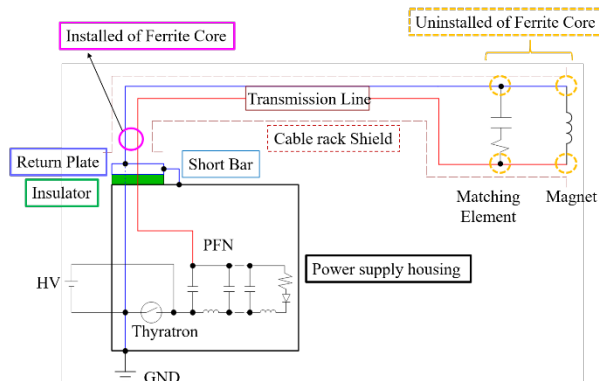 Installed of Ferrite Core
Uninstalled of Ferrite Core
Transmission Line
Cable rack Shield
Return Plate
Short Bar
Insulator
Matching
Element
Magnet
PFN
Power supply housing
HV
Thyratron
GND